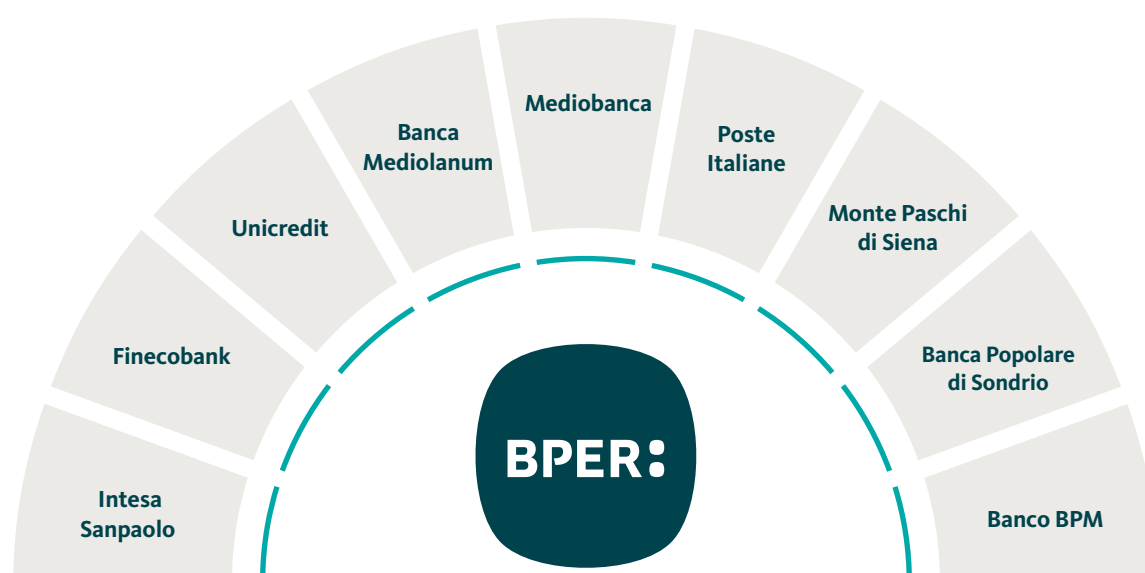 Intesa
Sanpaolo
Finecobank
Unicredit
Banca
Mediolanum
Mediobanca
Poste
Italiane
Monte Paschi
di Siena
Banca Popolare
di Sondrio
Banco BPM
BPER: